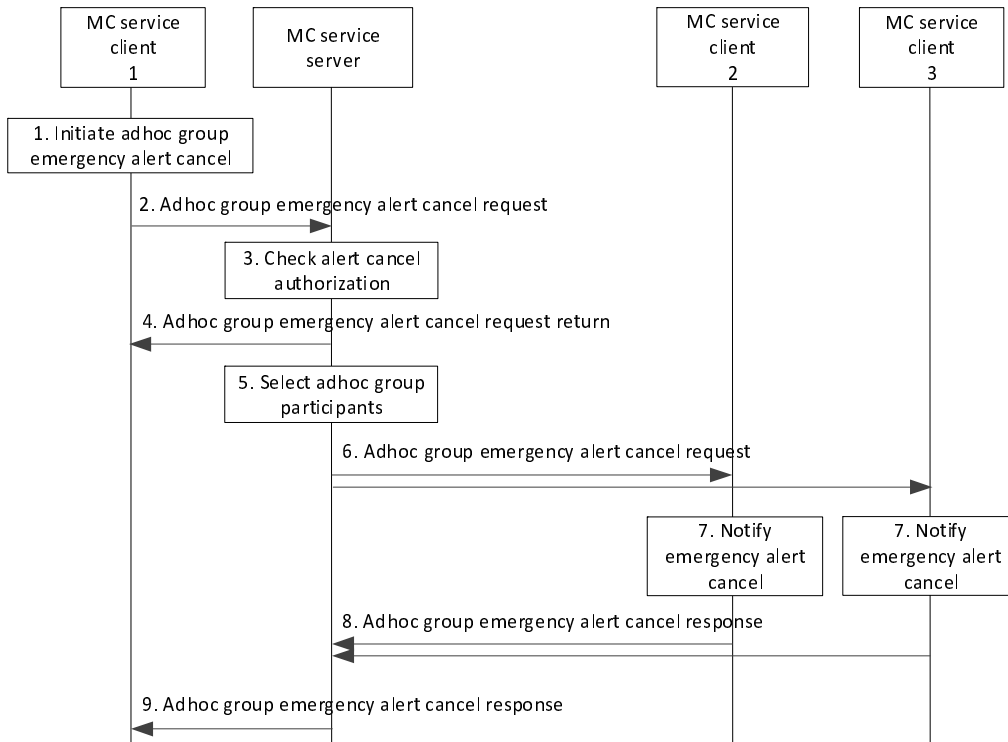 MC service
client
1
MC service
server
MC service
client
2
MC service
client
3
1. Initiate adhoc group
emergency alert cancel
2. Adhoc group emergency alert cancel request
3. Check alert cancel
authorization
4. Adhoc group emergency alert cancel request return
5. Select adhoc group
participants
6. Adhoc group emergency alert cancel request
7. Notify
emergency alert
cancel
7. Notify
emergency alert
cancel
8. Adhoc group emergency alert cancel response
9. Adhoc group emergency alert cancel response